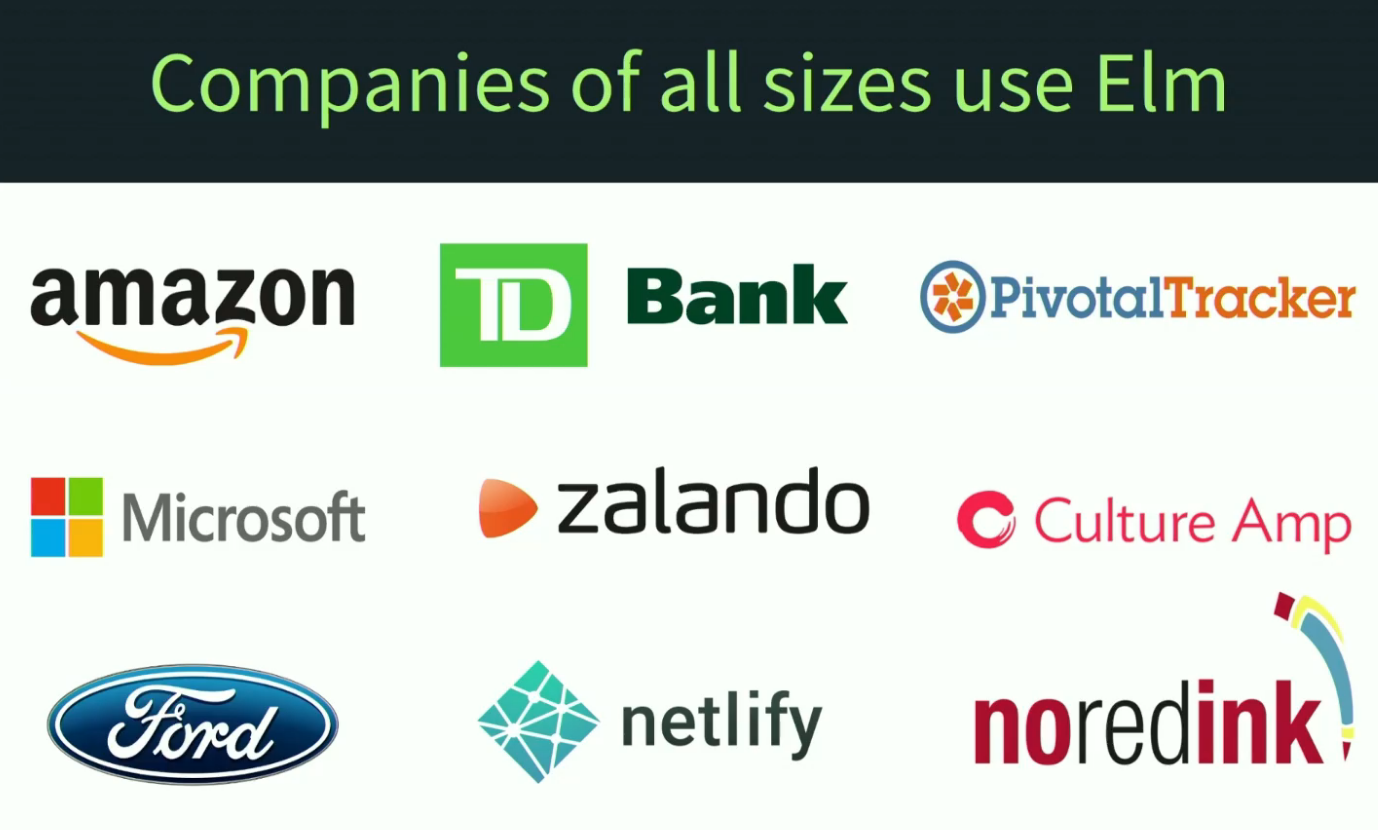 Companies of all sizes use Elm
amazon
TD Bank
PivotalTracker
Microsoft
zalando
Culture Amp
Ford
netlify
noredink